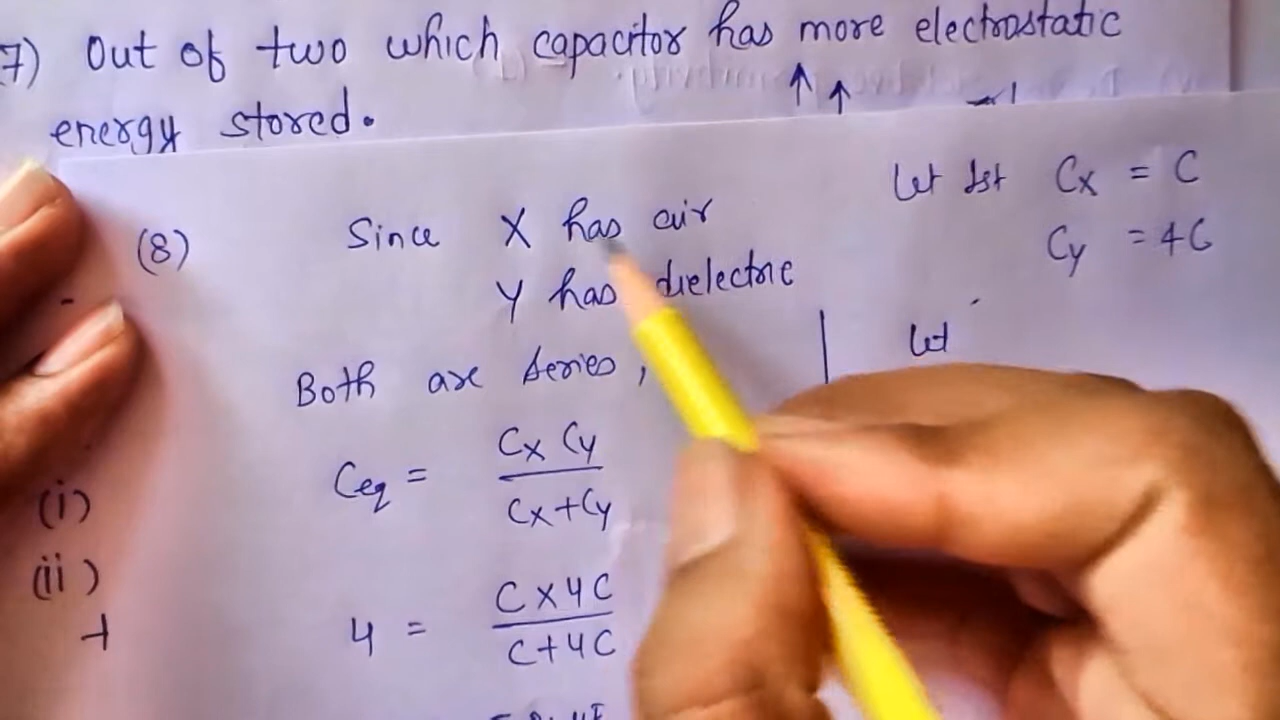 7) Out of two which capacitor has more electrostatic
energy stored.
(8) Since X has air
Y has dielectric
Let 1st Cx = C
Cy = 4C
Both are series,
Let
Ceq = Cx Cy / Cx+Cy
(i)
(ii)
4 = C X 4C / C+4C